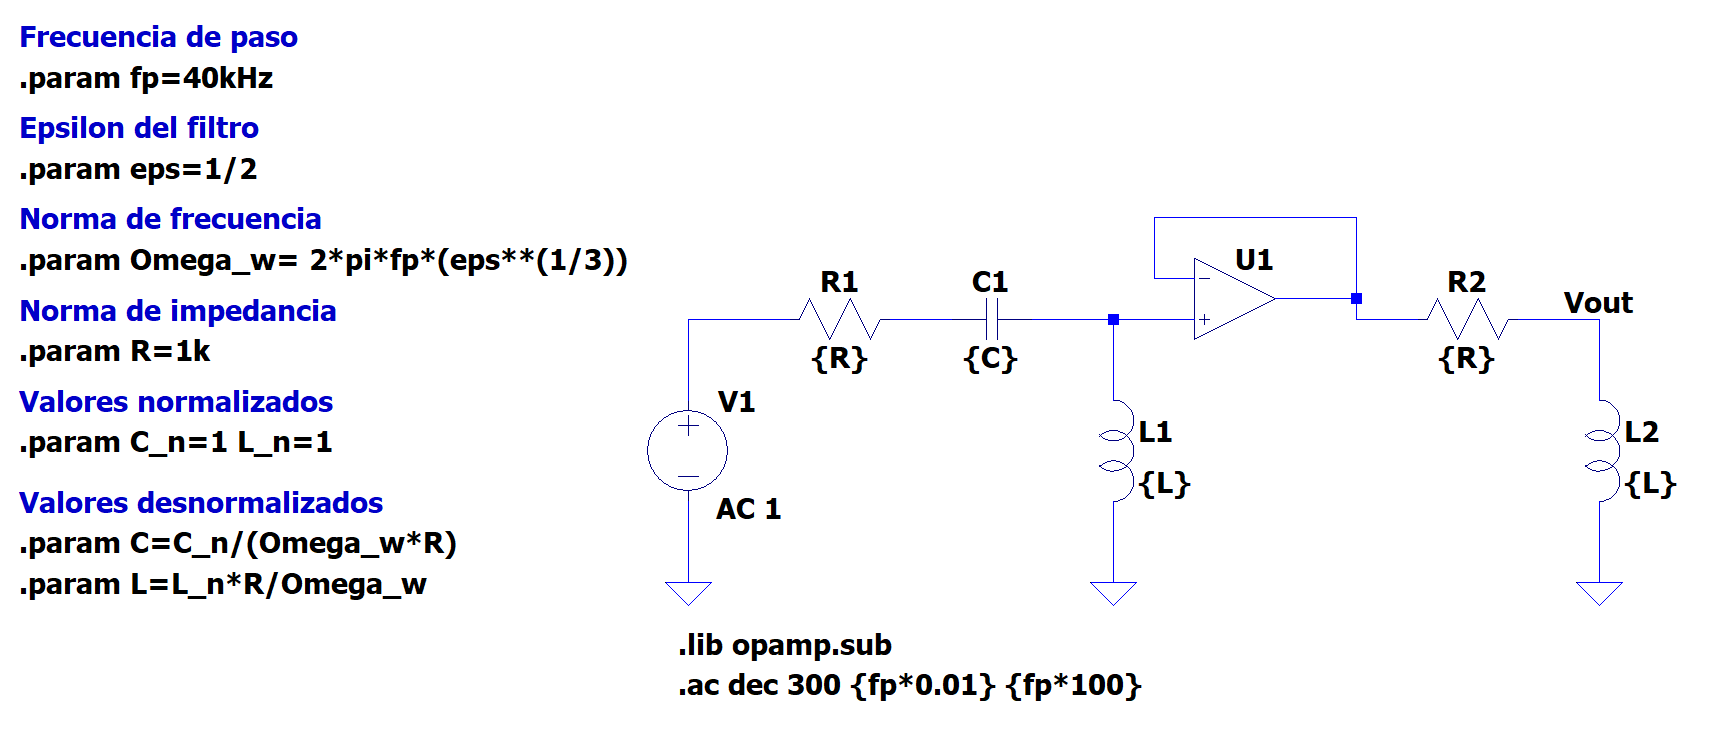 Frecuencia de paso
.param fp=40kHz
Epsilon del filtro
.param eps=1/2
Norma de frecuencia
.param Omega_w= 2*pi*fp*(eps**(1/3))
Norma de impedancia
.param R=1k
Valores normalizados
.param C_n=1 L_n=1
Valores desnormalizados
.param C=C_n/(Omega_w*R)
.param L=L_n*R/Omega_w
R1
{R}
C1
{C}
U1
R2
{R}
Vout
V1
AC 1
L1
{L}
L2
{L}
.lib opamp.sub
.ac dec 300 {fp*0.01} {fp*100}